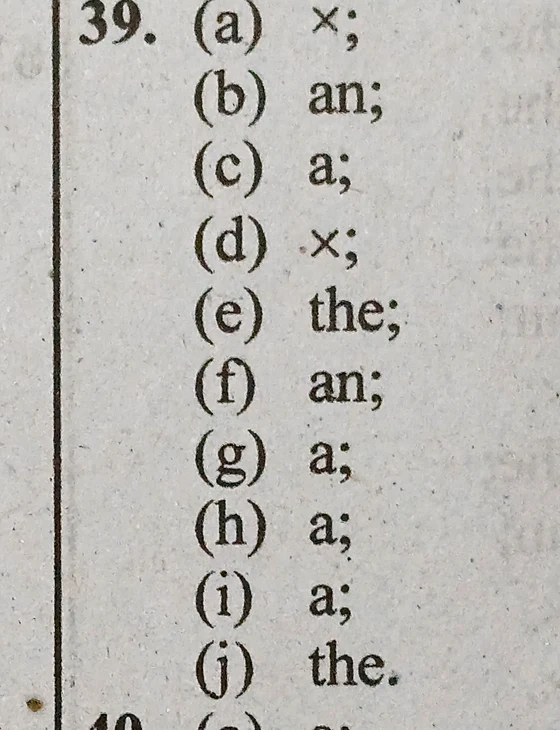 39. (a) ×;
(b) an;
(c) a;
(d) ×;
(e) the;
(f) an;
(g) a;
(h) a;
(i) a;
(j) the.